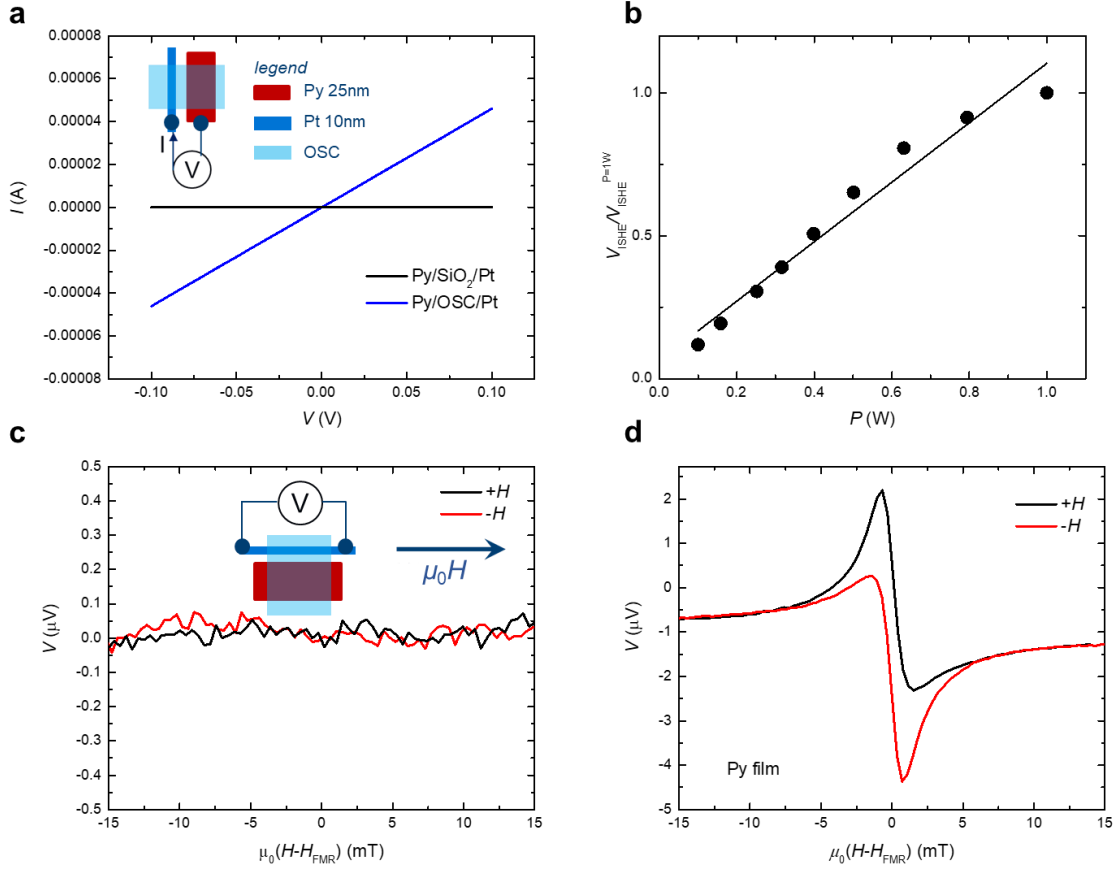 a
0.00008
0.00006
0.00004
0.00002
0.00000
-0.00002
-0.00004
-0.00006
-0.00008
I (A)
legend
Py 25nm
Pt 10nm
OSC
I
V
Py/SiO₂/Pt
Py/OSC/Pt
-0.10
-0.05
0.00
0.05
0.10
V (V)
b
1.0
0.5
0.0
V_ISHE/V_ISHE^P=1W
0.0
0.2
0.4
0.6
0.8
1.0
P (W)
c
0.5
0.4
0.3
0.2
0.1
0.0
-0.1
-0.2
-0.3
-0.4
-0.5
V (μV)
V
+H
-H
μ₀H
-15
-10
-5
0
5
10
15
μ₀(H-H_FMR) (mT)
d
2
1
0
-1
-2
-3
-4
-5
V (μV)
+H
-H
Py film
-15
-10
-5
0
5
10
15
μ₀(H-H_FMR) (mT)